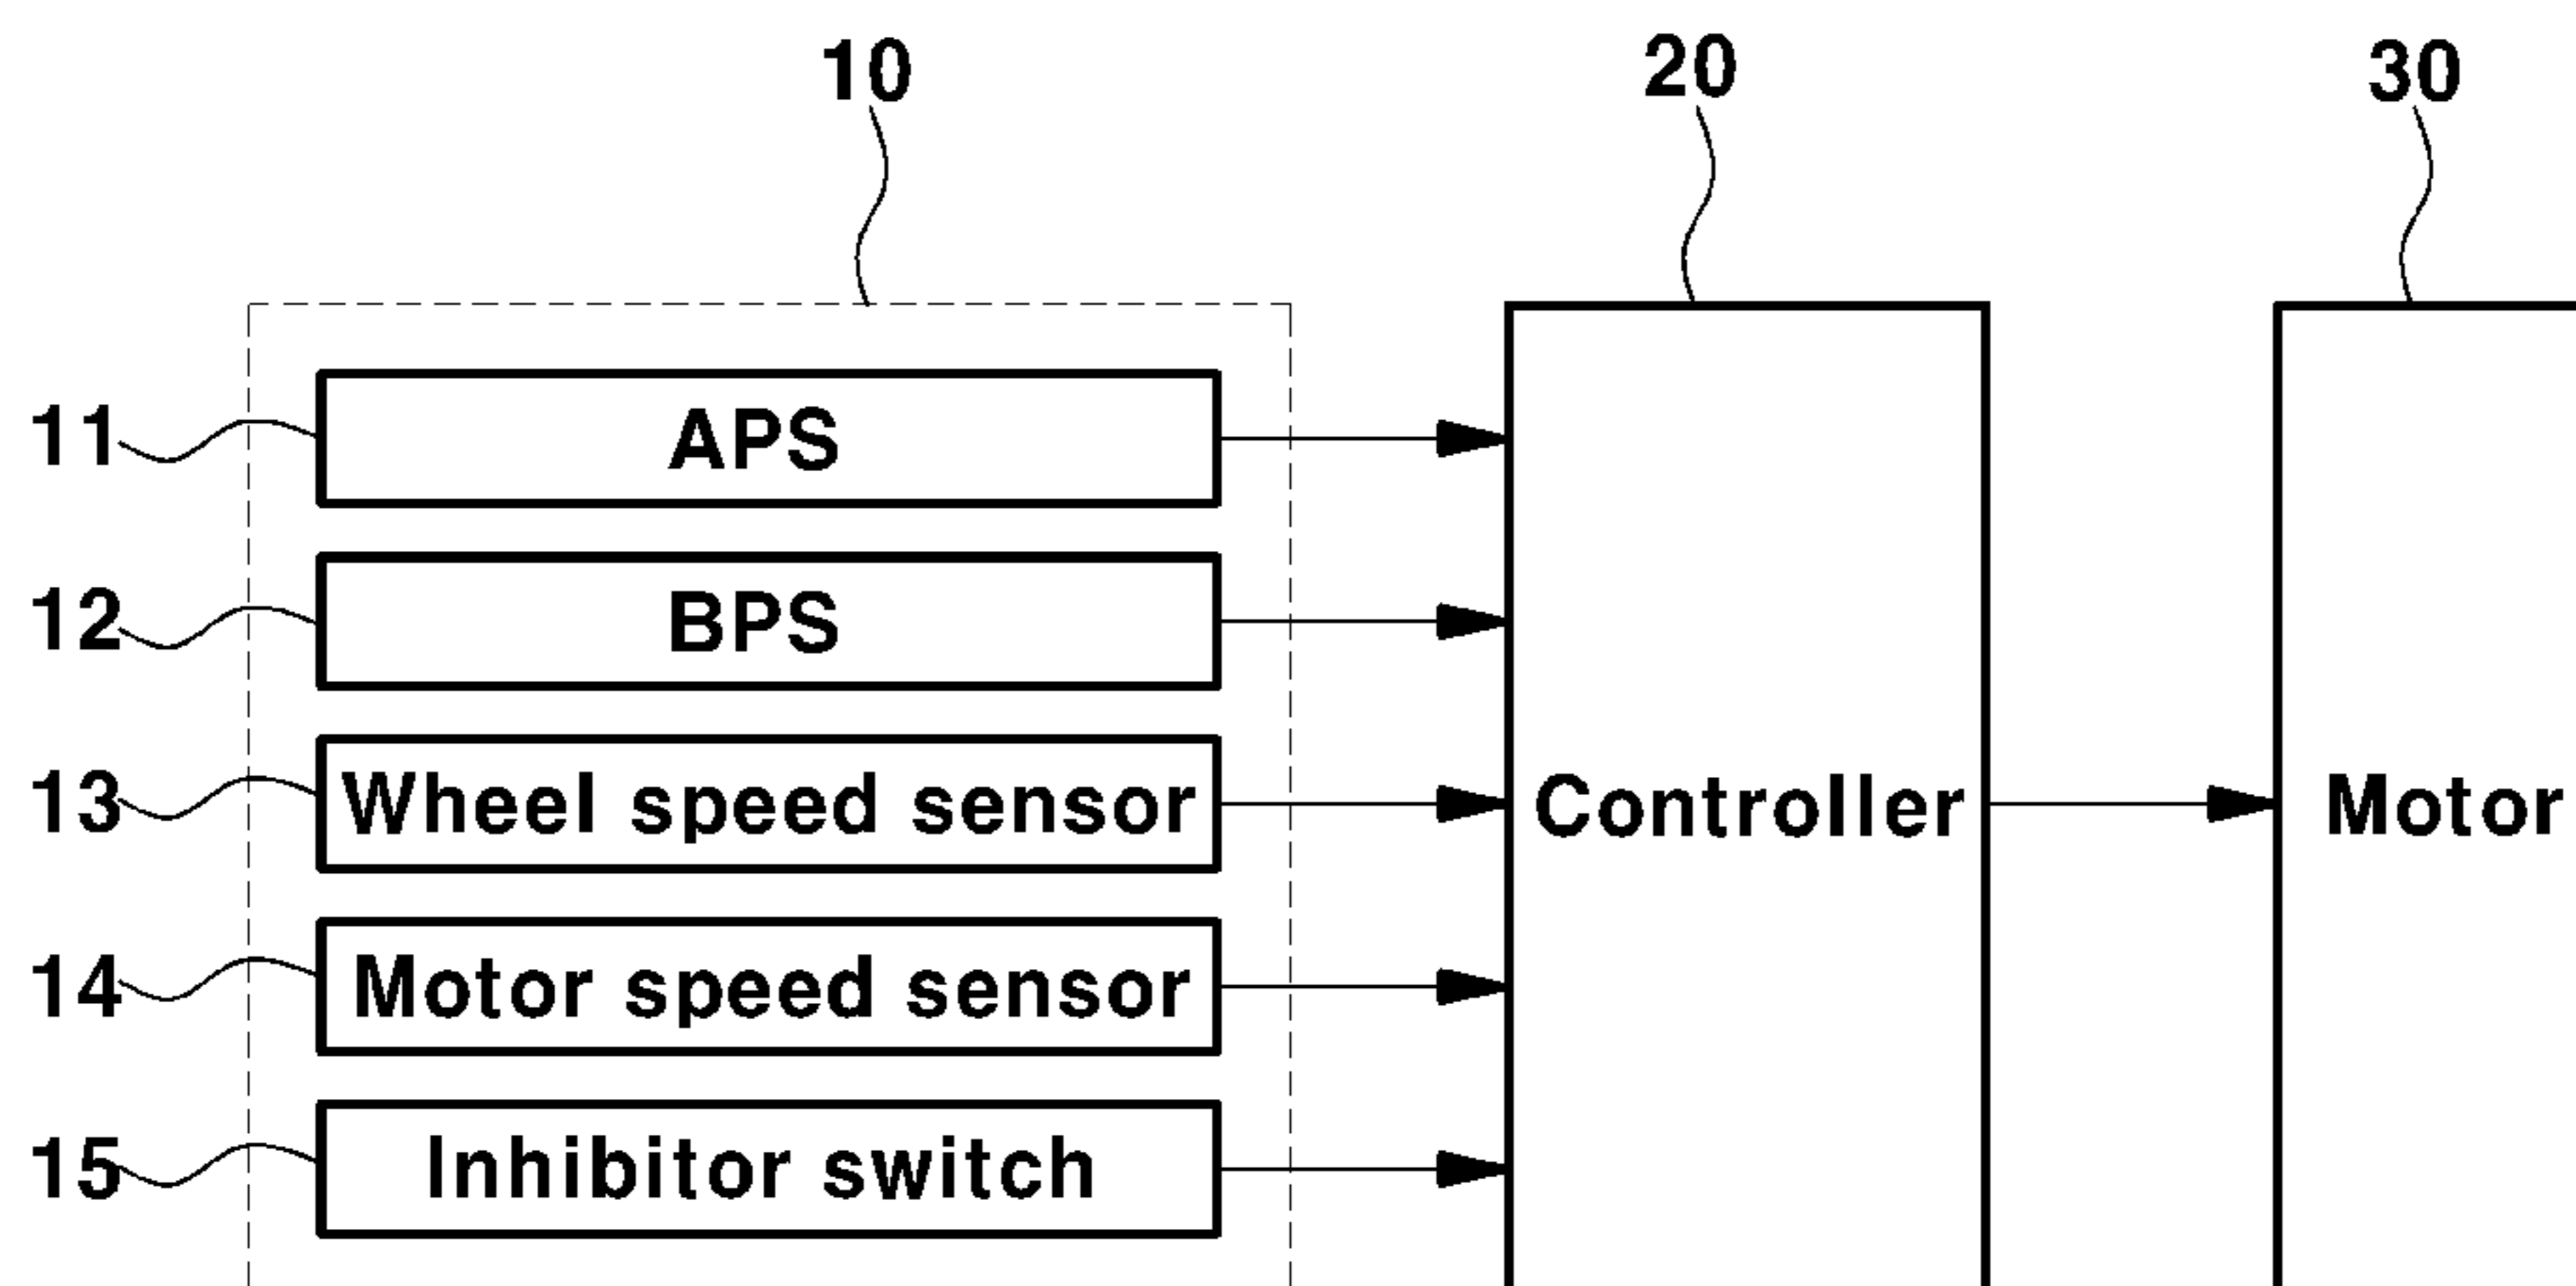 10
20
30
11
APS
12
BPS
13
Wheel speed sensor
Controller
Motor
14
Motor speed sensor
15
Inhibitor switch